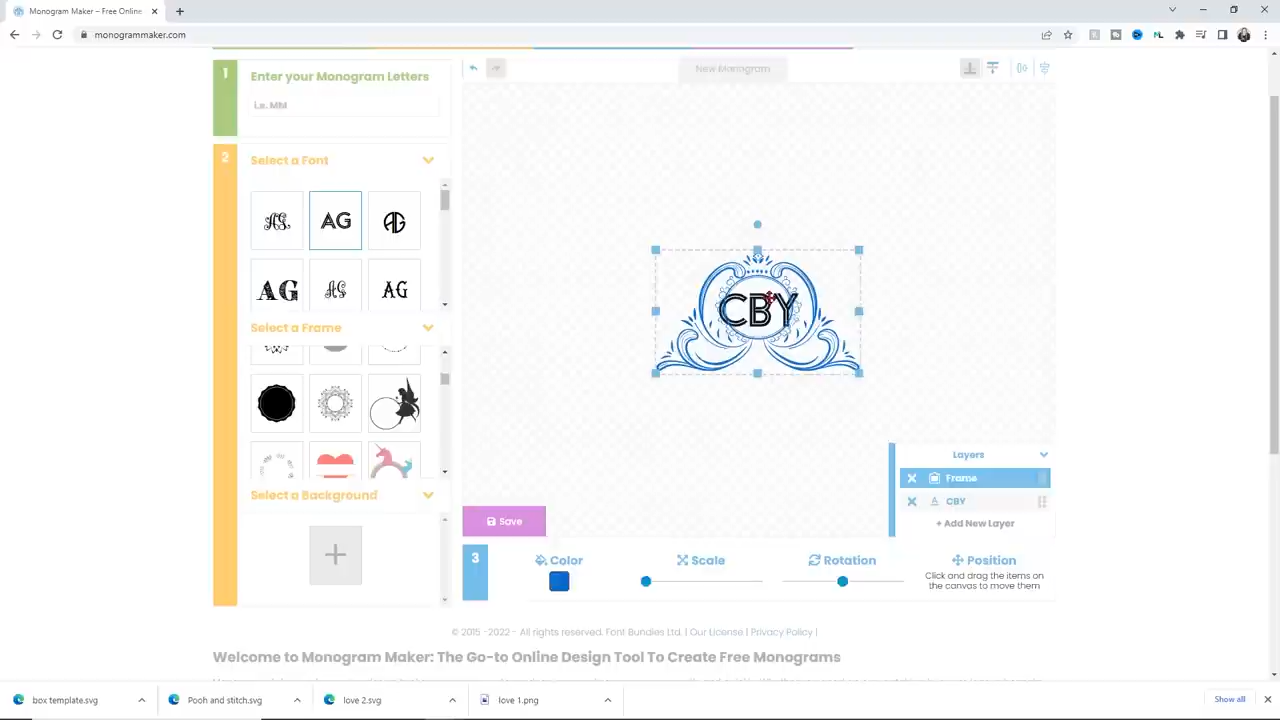 Monogram Maker – Free Online
monogrammaker.com
1
Enter your Monogram Letters
i.e. MM
New Monogram
2
Select a Font
AG AG
AG AG
Select a Frame
Select a Background
CBY
Layers
Frame
CBY
+ Add New Layer
Save
3
Color
Scale
Rotation
Position
Click and drag the items on
the canvas to move them
© 2015 -2022 - All rights reserved. Font Bundles Ltd. | Our License | Privacy Policy |
Welcome to Monogram Maker: The Go-to Online Design Tool To Create Free Monograms
box template.svg
Pooh and stitch.svg
love 2.svg
love 1.png
Show all